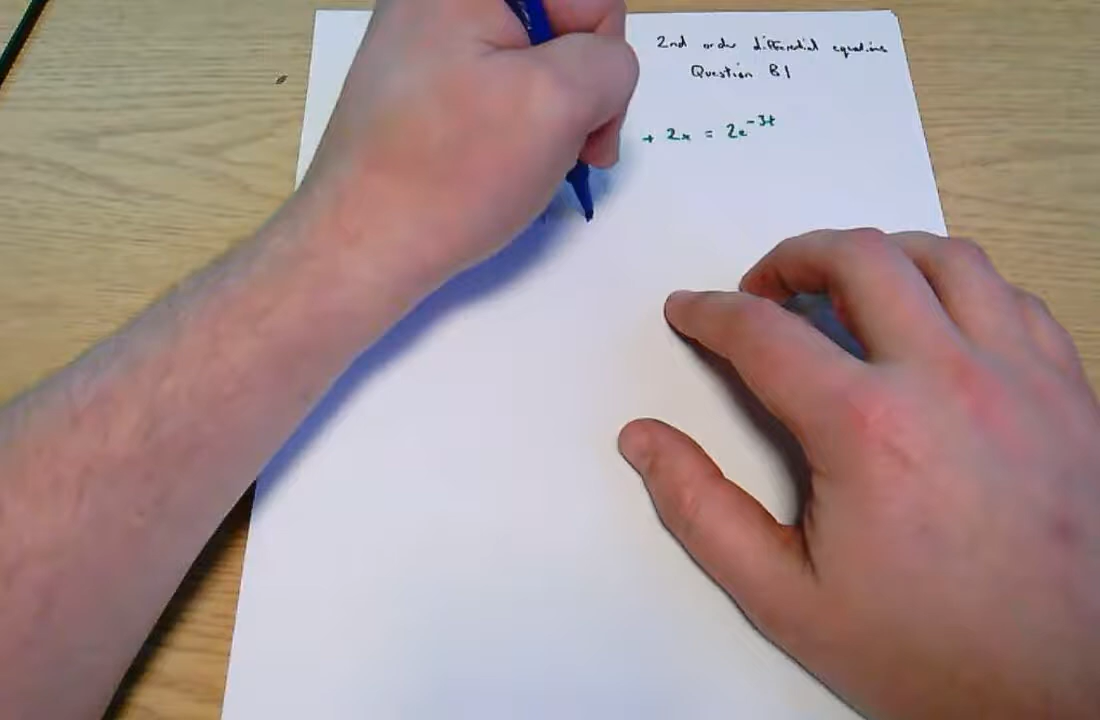 2nd order differential equations
Question B1
+ 2x = 2e^{-3t}